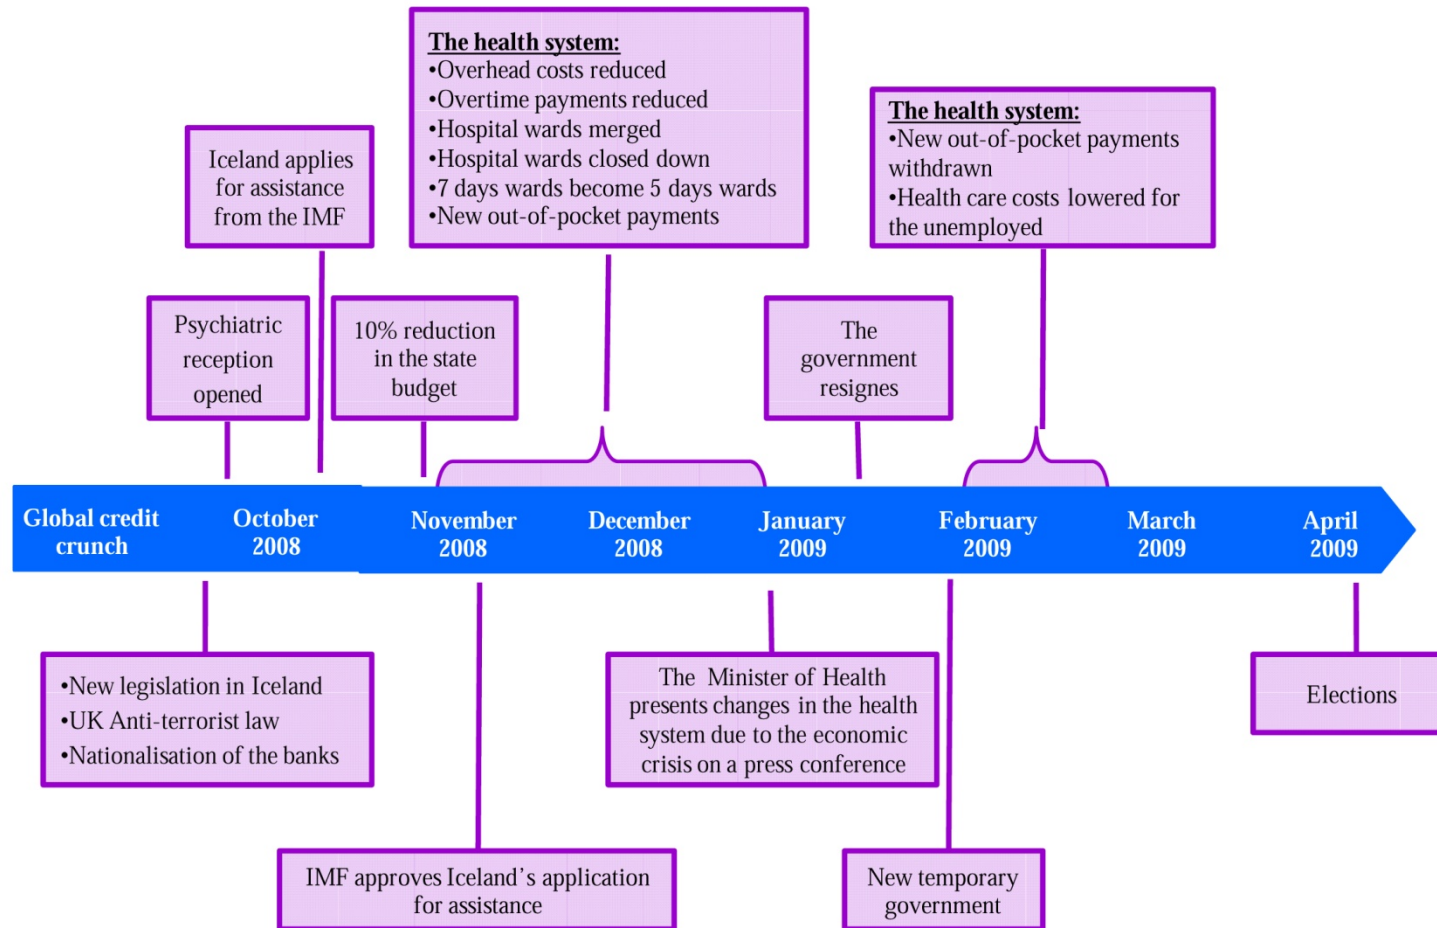 The health system:
•Overhead costs reduced
•Overtime payments reduced
•Hospital wards merged
•Hospital wards closed down
•7 days wards become 5 days wards
•New out-of-pocket payments
The health system:
•New out-of-pocket payments
withdrawn
•Health care costs lowered for
the unemployed
Iceland applies
for assistance
from the IMF
Psychiatric
reception
opened
10% reduction
in the state
budget
The
government
resignes
Global credit
crunch
October
2008
November
2008
December
2008
January
2009
February
2009
March
2009
April
2009
•New legislation in Iceland
•UK Anti-terrorist law
•Nationalisation of the banks
The Minister of Health
presents changes in the health
system due to the economic
crisis on a press conference
Elections
IMF approves Iceland’s application
for assistance
New temporary
government